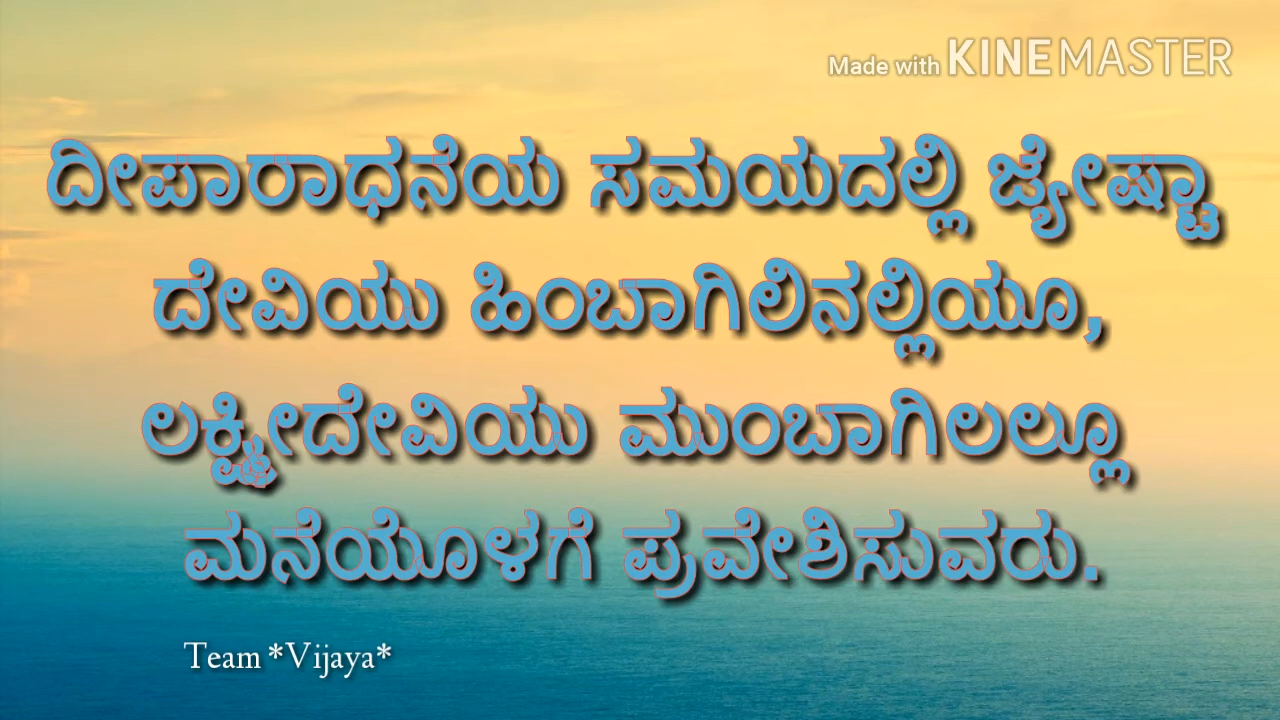 Made with KINEMASTER
ದೀಪಾರಾಧನೆಯ ಸಮಯದಲ್ಲಿ ಜ್ಯೇಷ್ಟಾ
ದೇವಿಯು ಹಿಂಬಾಗಿಲಿನಲ್ಲಿಯೂ,
ಲಕ್ಷ್ಮೀದೇವಿಯು ಮುಂಬಾಗಿಲಲ್ಲೂ
ಮನೆಯೊಳಗೆ ಪ್ರವೇಶಿಸುವರು.
Team *Vijaya*